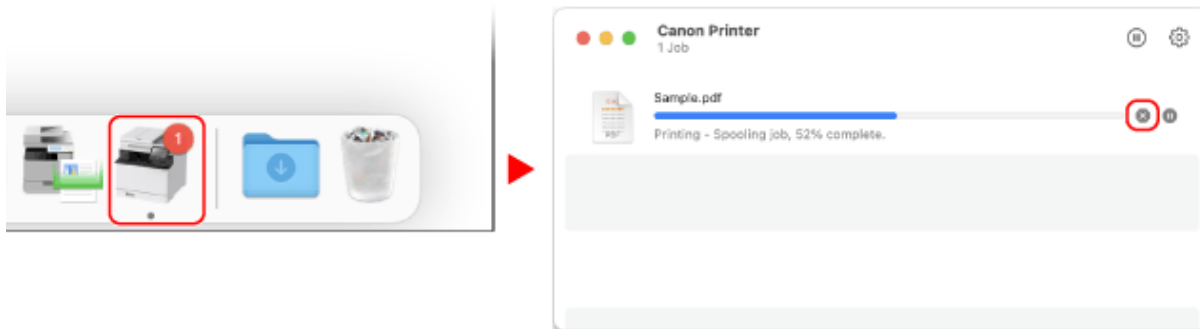 1
Canon Printer
1 Job
Sample.pdf
Printing - Spooling job, 52% complete.
PDF